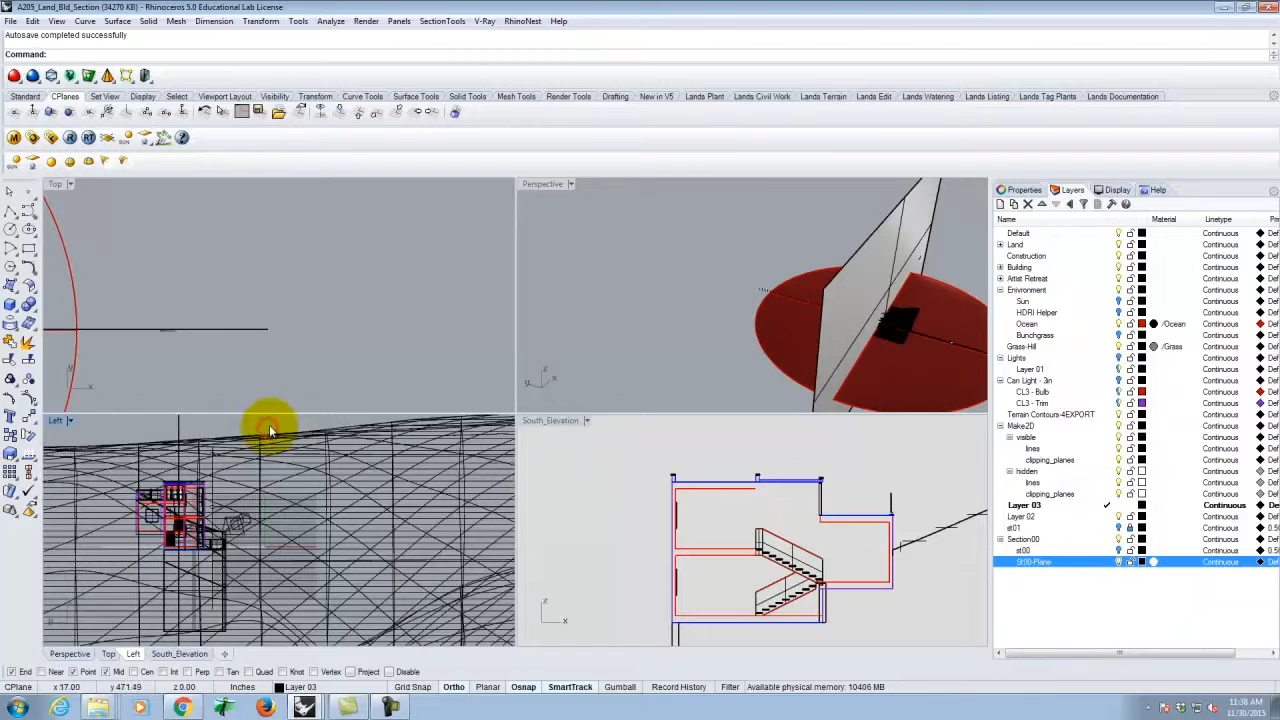 A205_Land_Bld_Section (34270 KB) - Rhinoceros 5.0 Educational Lab License
File Edit View Curve Surface Solid Mesh Dimension Transform Tools Analyze Render Panels SectionTools V-Ray RhinoNest Help
Autosave completed successfully
Command:
Standard CPlanes Set View Display Select Viewport Layout Visibility Transform Curve Tools Surface Tools Solid Tools Mesh Tools Render Tools Drafting New in V5 Lands Plant Lands Civil Work Lands Terrain Lands Edit Lands Watering Lands Listing Lands Tag Plants Lands Documentation
Top
Perspective
Left
South_Elevation
Properties Layers Display Help
Name Material Linetype
Default Continuous
Land Continuous
Construction Continuous
Building Continuous
Artist Retreat Continuous
Enivronment Continuous
Sun Continuous
HDRI Helper Continuous
Ocean /Ocean Continuous
Bunchgrass Continuous
Grass-Hill /Grass Continuous
Lights Continuous
Layer 01 Continuous
Can Light - 3in Continuous
CL3 - Bulb Continuous
CL3 - Trim Continuous
Terrain Contours-4EXPORT Continuous
Make2D Continuous
visible Continuous
lines Continuous
clipping_planes Continuous
hidden Continuous
lines Continuous
clipping_planes Continuous
Layer 03 Continuous
Layer 02 Continuous
st01 Continuous
Section00 Continuous
st00 Continuous
St00-Plane Continuous
Perspective Top Left South_Elevation
End Near Point Mid Cen Int Perp Tan Quad Knot Vertex Project Disable
CPlane x:17.00 y 471.49 z:0.00 Inches Layer 03 Grid Snap Ortho Planar Osnap SmartTrack Gumball Record History Filter Available physical memory: 10406 MB
11:38 AM
11/30/2015